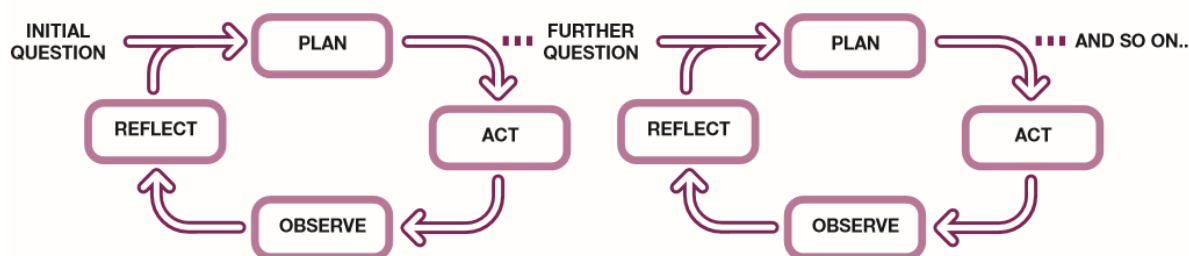 INITIAL
QUESTION
PLAN
ACT
OBSERVE
REFLECT
FURTHER
QUESTION
PLAN
ACT
OBSERVE
REFLECT
AND SO ON..